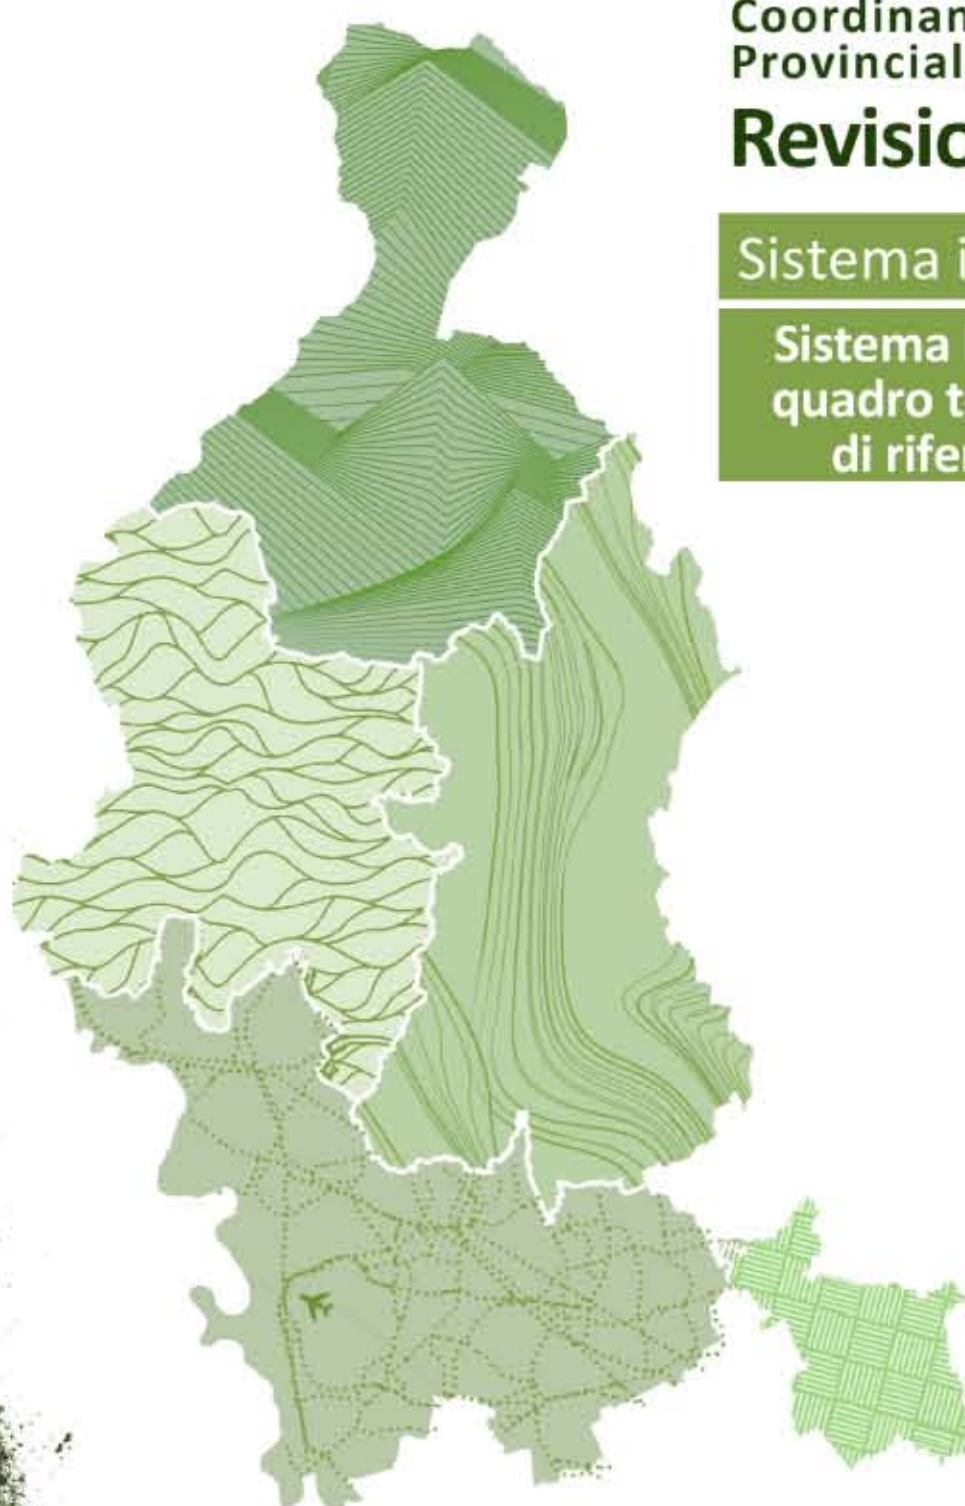 Coordinan
Provincial
Revisio
Sistema i
Sistema
quadro t
di rifer